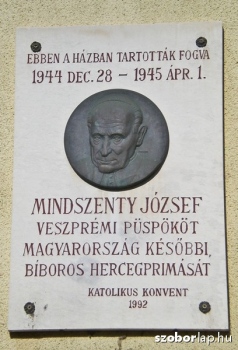 EBBEN A HÁZBAN TARTOTTÁK FOGVA
1944 DEC. 28 – 1945 ÁPR. 1.
MINDSZENTY JÓZSEF
VESZPRÉMI PÜSPÖKÖT
MAGYARORSZÁG KÉSŐBBI,
BÍBOROS HERCEGPRIMÁSÁT
KATOLIKUS KONVENT
1992
szoborlap.hu